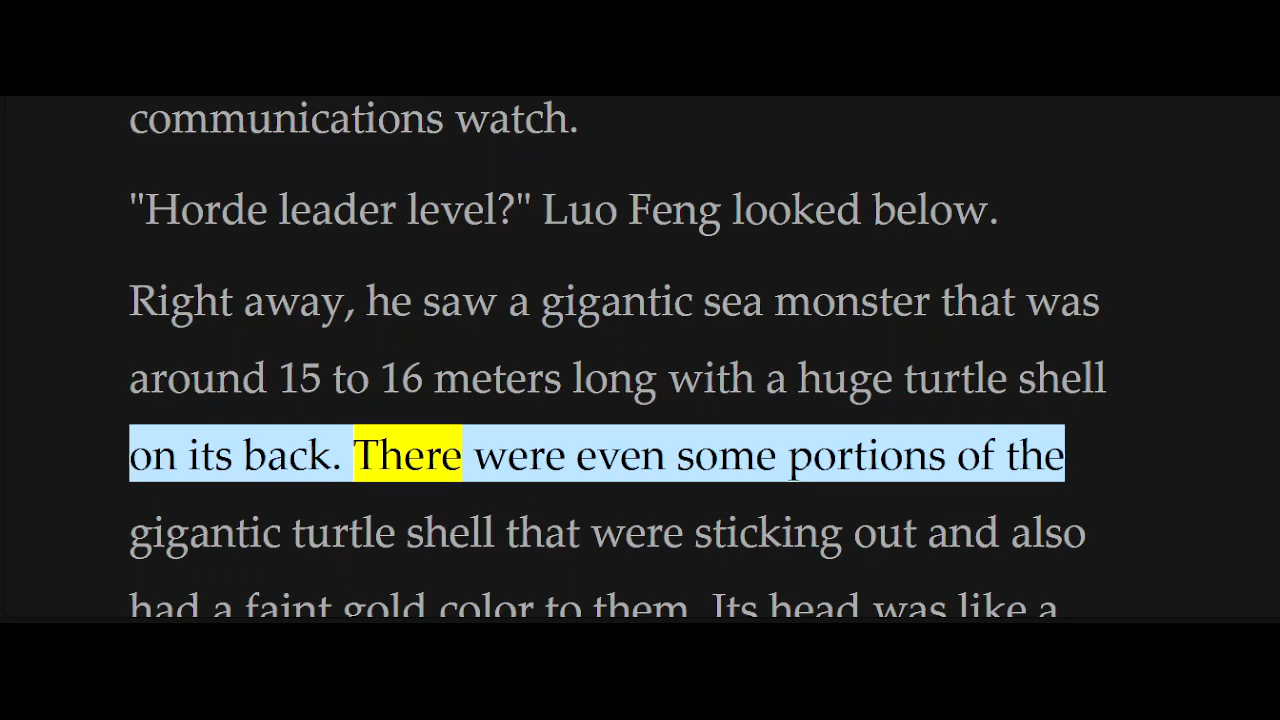 communications watch.
"Horde leader level?" Luo Feng looked below.
Right away, he saw a gigantic sea monster that was
around 15 to 16 meters long with a huge turtle shell
on its back. There were even some portions of the
gigantic turtle shell that were sticking out and also
had a faint gold color to them. Its head was like a